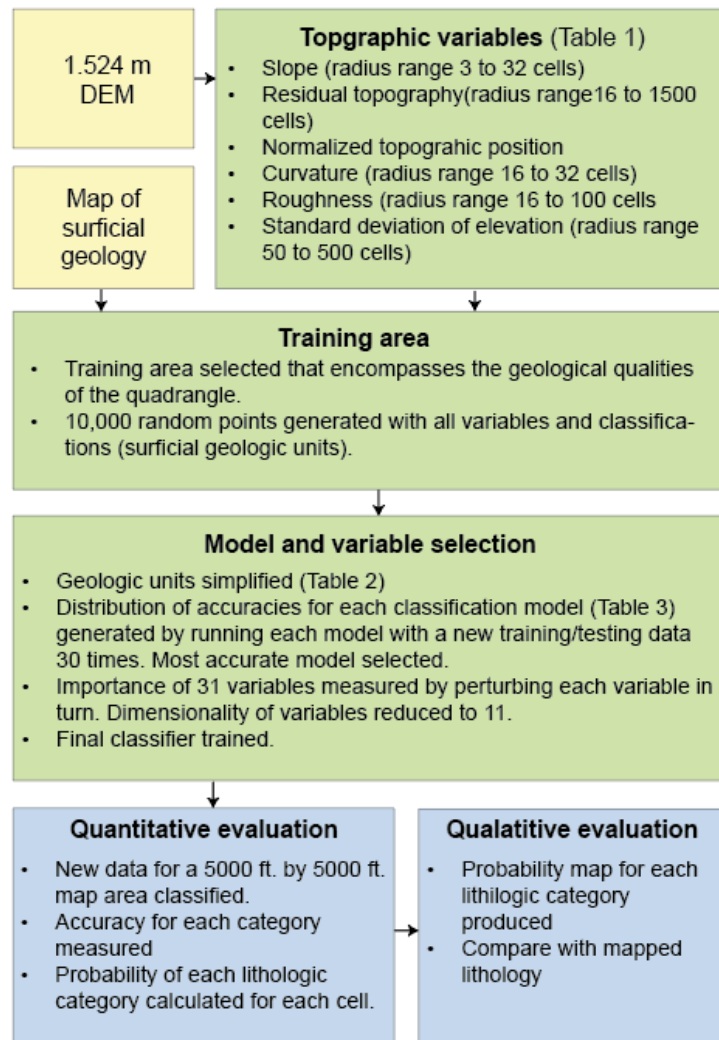 1.524 m
DEM
Topgraphic variables (Table 1)
• Slope (radius range 3 to 32 cells)
• Residual topography(radius range16 to 1500
cells)
• Normalized topograhic position
• Curvature (radius range 16 to 32 cells)
• Roughness (radius range 16 to 100 cells
• Standard deviation of elevation (radius range
50 to 500 cells)
Map of
surficial
geology
Training area
• Training area selected that encompasses the geological qualities
of the quadrangle.
• 10,000 random points generated with all variables and classifica-
tions (surficial geologic units).
Model and variable selection
• Geologic units simplified (Table 2)
• Distribution of accuracies for each classification model (Table 3)
generated by running each model with a new training/testing data
30 times. Most accurate model selected.
• Importance of 31 variables measured by perturbing each variable in
turn. Dimensionality of variables reduced to 11.
• Final classifier trained.
Quantitative evaluation
• New data for a 5000 ft. by 5000 ft.
map area classified.
• Accuracy for each category
measured
• Probability of each lithologic
category calculated for each cell.
Qualatitive evaluation
• Probability map for each
lithilogic category
produced
• Compare with mapped
lithology